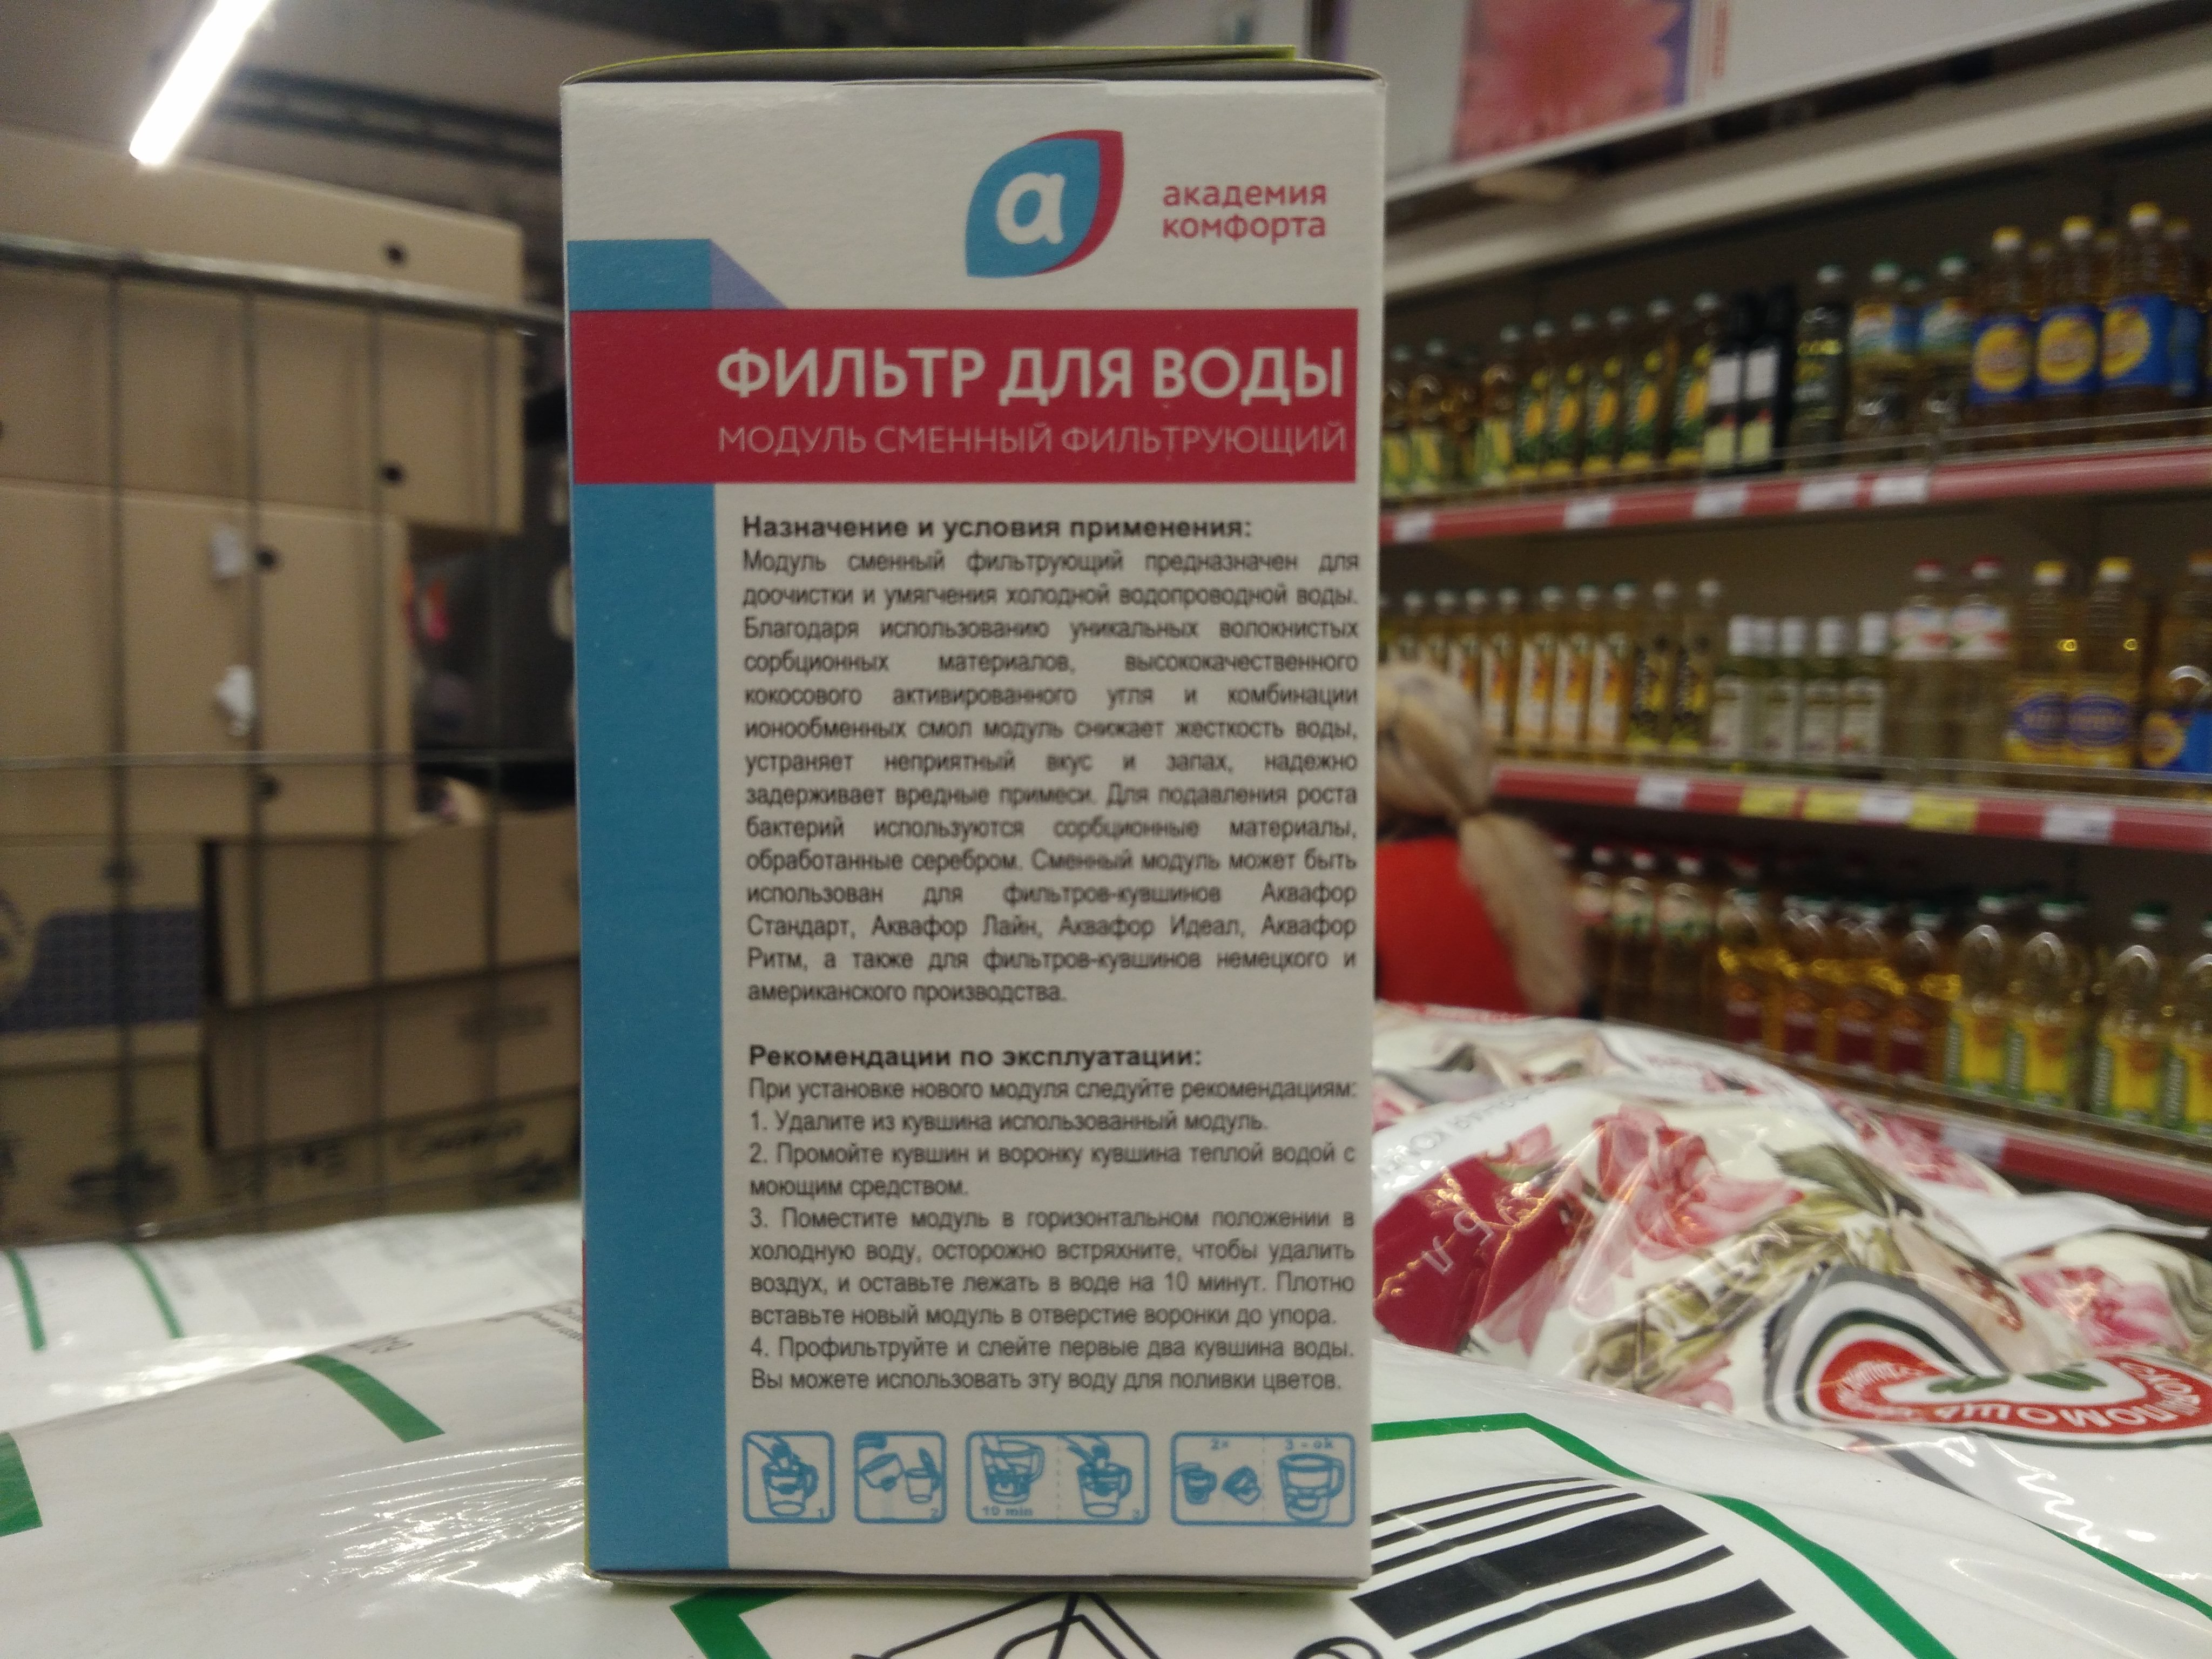 академия
комфорта
ФИЛЬТР ДЛЯ ВОДЫ
МОДУЛЬ СМЕННЫЙ ФИЛЬТРУЮЩИЙ
Назначение и условия применения:
Модуль сменный фильтрующий предназначен для
доочистки и умягчения холодной водопроводной воды.
Благодаря использованию уникальных волокнистых
сорбционных материалов, высококачественного
кокосового активированного угля и комбинации
ионообменных смол модуль снижает жесткость воды,
устраняет неприятный вкус и запах, надежно
задерживает вредные примеси. Для подавления роста
бактерий используются сорбционные материалы,
обработанные серебром. Сменный модуль может быть
использован для фильтров-кувшинов Аквафор
Стандарт, Аквафор Лайн, Аквафор Идеал, Аквафор
Ритм, а также для фильтров-кувшинов немецкого и
американского производства.
Рекомендации по эксплуатации:
При установке нового модуля следуйте рекомендациям:
1. Удалите из кувшина использованный модуль.
2. Промойте кувшин и воронку кувшина теплой водой с
моющим средством.
3. Поместите модуль в горизонтальном положении в
холодную воду, осторожно встряхните, чтобы удалить
воздух, и оставьте лежать в воде на 10 минут. Плотно
вставьте новый модуль в отверстие воронки до упора.
4. Профильтруйте и слейте первые два кувшина воды.
Вы можете использовать эту воду для поливки цветов.
1 2 10 min 3 2× 3 - ok
5 л
ПОМОЩЬ